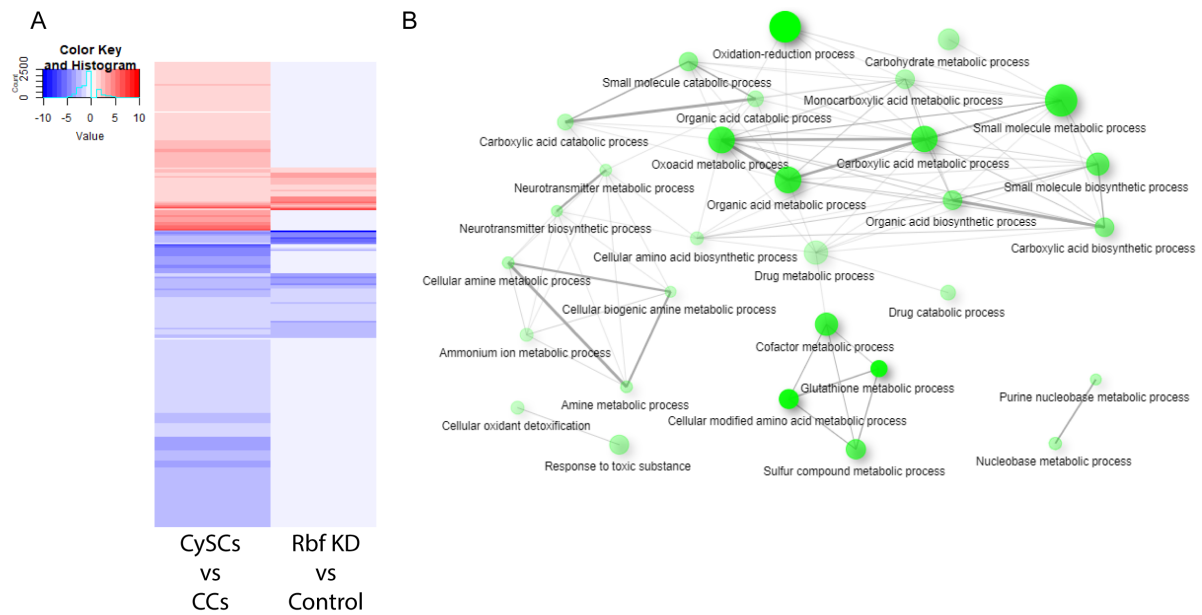 A
B
Color Key
and Histogram
Count
0
2500
-10 -5 0 5 10
Value
CySCs
vs
CCs
Rbf KD
vs
Control
Oxidation-reduction process
Carbohydrate metabolic process
Small molecule catabolic process
Monocarboxylic acid metabolic process
Organic acid catabolic process
Small molecule metabolic process
Carboxylic acid catabolic process
Oxoacid metabolic process
Carboxylic acid metabolic process
Neurotransmitter metabolic process
Small molecule biosynthetic process
Organic acid metabolic process
Organic acid biosynthetic process
Neurotransmitter biosynthetic process
Carboxylic acid biosynthetic process
Cellular amino acid biosynthetic process
Drug metabolic process
Cellular amine metabolic process
Cellular biogenic amine metabolic process
Drug catabolic process
Ammonium ion metabolic process
Cofactor metabolic process
Glutathione metabolic process
Purine nucleobase metabolic process
Amine metabolic process
Cellular modified amino acid metabolic process
Cellular oxidant detoxification
Response to toxic substance
Sulfur compound metabolic process
Nucleobase metabolic process